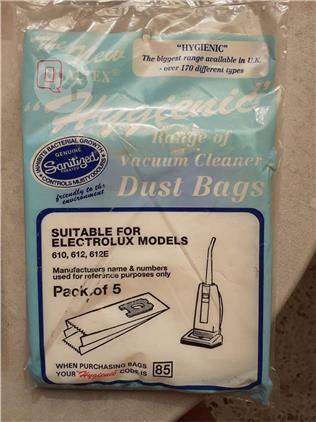 The New
"HYGIENIC"
The biggest range available in U.K.
- over 170 different types
Q
"Hygienic"
Range of
Vacuum Cleaner
Dust Bags
INHIBITS BACTERIAL GROWTH
GENUINE
Sanitized
TREATED
CONTROLS MUSTY ODOURS
friendly to the
environment
SUITABLE FOR
ELECTROLUX MODELS
610, 612, 612E
Manufacturers name & numbers
used for reference purposes only
Pack of 5
WHEN PURCHASING BAGS
YOUR "Hygienic" CODE IS 85